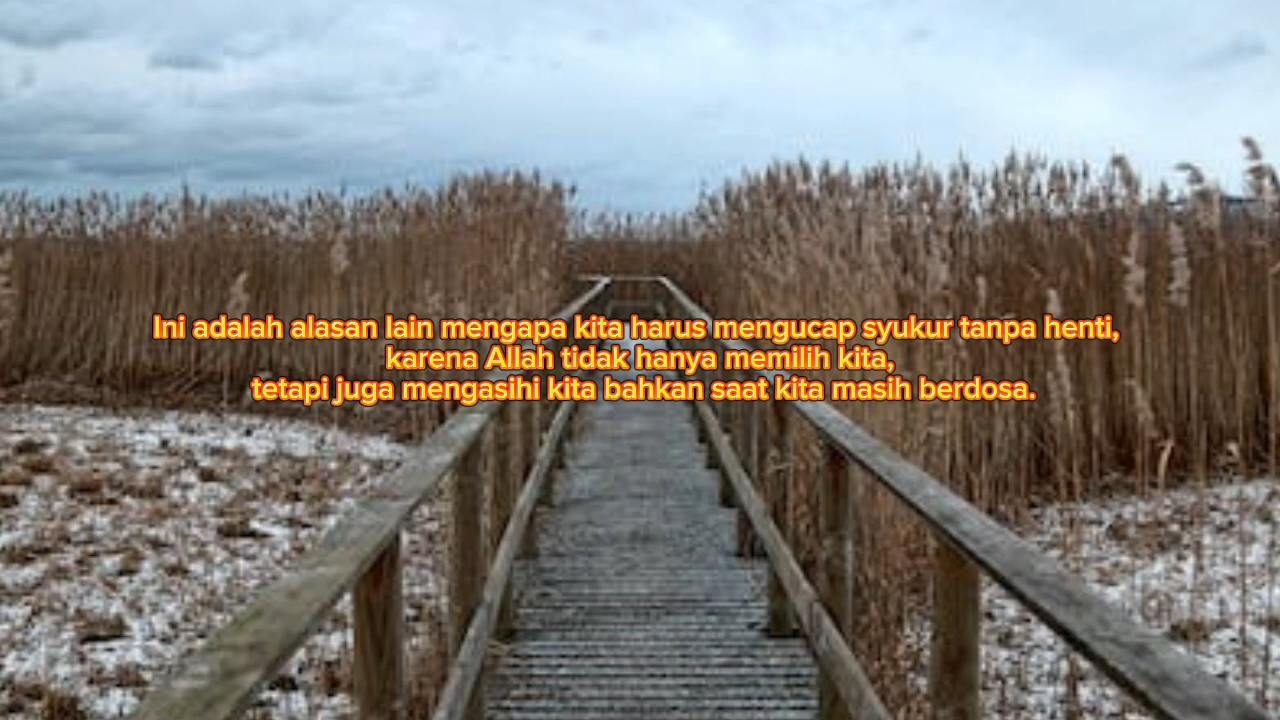 Ini adalah alasan lain mengapa kita harus mengucap syukur tanpa henti,
karena Allah tidak hanya memilih kita,
tetapi juga mengasihi kita bahkan saat kita masih berdosa.